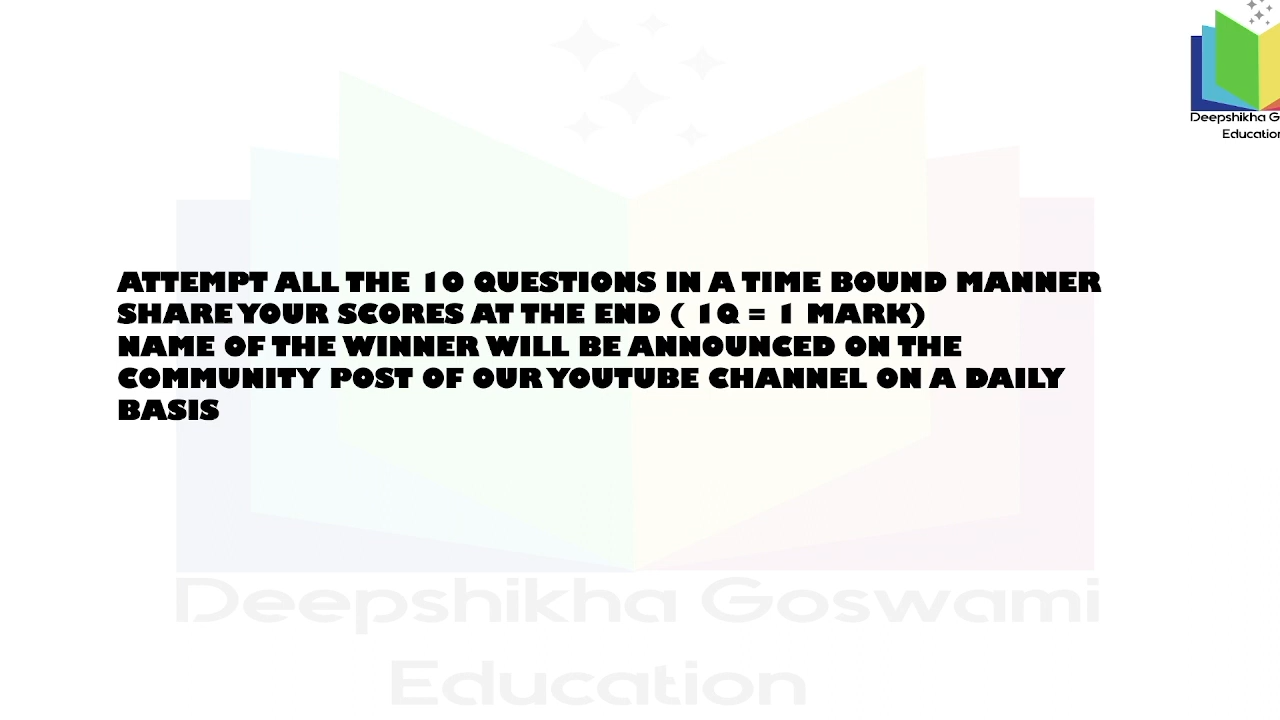 Deepshikha G
Education
ATTEMPT ALL THE 10 QUESTIONS IN A TIME BOUND MANNER
SHARE YOUR SCORES AT THE END ( 1Q = 1 MARK)
NAME OF THE WINNER WILL BE ANNOUNCED ON THE
COMMUNITY POST OF OUR YOUTUBE CHANNEL ON A DAILY
BASIS
Deepshikha Goswami
Education